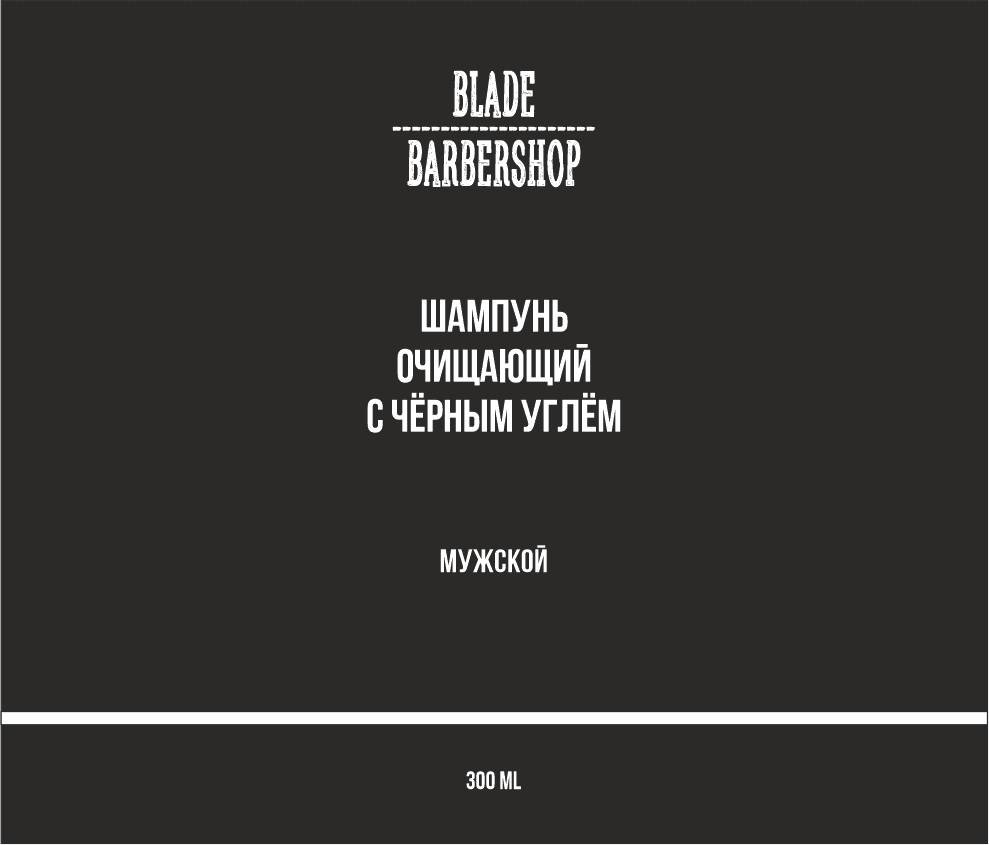 BLADE
BARBERSHOP
ШАМПУНЬ
ОЧИЩАЮЩИЙ
С ЧЁРНЫМ УГЛЁМ
МУЖСКОЙ
300 ML